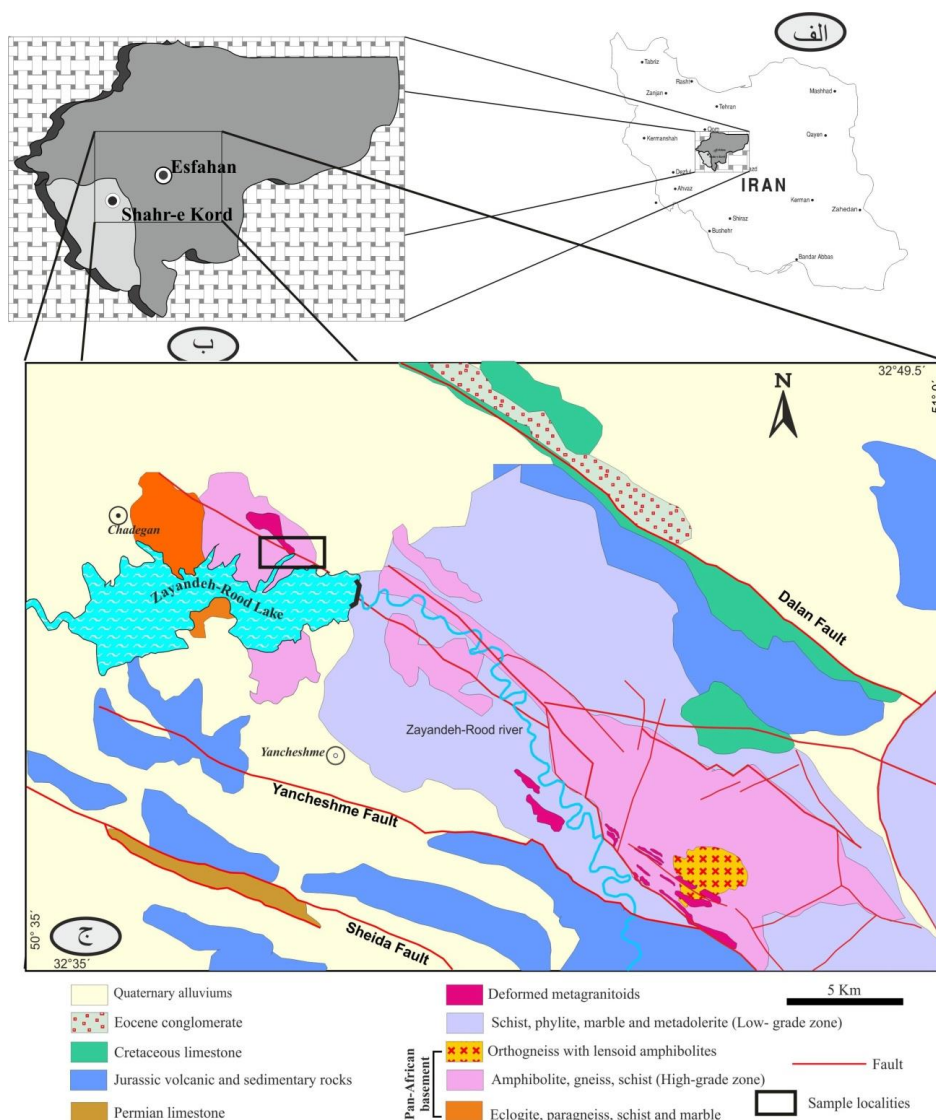 الف
Tabriz
Rasht
Zanjan
Mashhad
Tehran
Qom
Kermanshah
Qayen
Dezful
Ahvaz
IRAN
Kerman
Zahedan
Shiraz
Bushehr
Bandar Abbas
Esfahan
Shahr-e Kord
ب
32°49.5´
51° 0´
N
Chadegan
Zayandeh-Rood Lake
Dalan Fault
Zayandeh-Rood river
Yancheshme
Yancheshme Fault
Sheida Fault
50° 35´
ج
32°35´
Quaternary alluviums
Eocene conglomerate
Cretaceous limestone
Jurassic volcanic and sedimentary rocks
Permian limestone
Deformed metagranitoids
Schist, phylite, marble and metadolerite (Low- grade zone)
Pan-African
basement
Orthogneiss with lensoid amphibolites
Amphibolite, gneiss, schist (High-grade zone)
Eclogite, paragneiss, schist and marble
5 Km
Fault
Sample localities